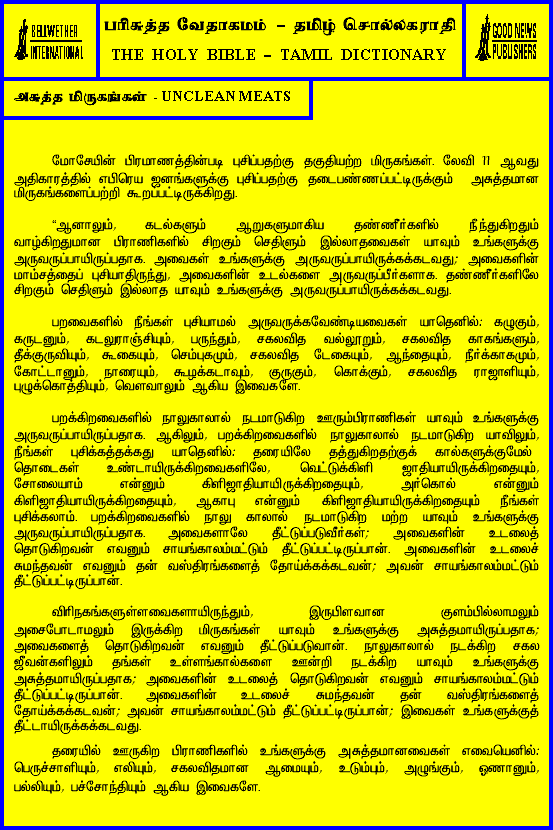 BELLWETHER
INTERNATIONAL
பரிசுத்த வேதாகமம் – தமிழ் சொல்லகராதி
THE HOLY BIBLE – TAMIL DICTIONARY
GOOD NEWS
PUBLISHERS
அசுத்த மிருகங்கள் - UNCLEAN MEATS
மோசேயின் பிரமாணத்தின்படி புசிப்பதற்கு தகுதியற்ற மிருகங்கள். லேவி 11 ஆவது
அதிகாரத்தில் எபிரெய ஜனங்களுக்கு புசிப்பதற்கு தடைபண்ணப்பட்டிருக்கும் அசுத்தமான
மிருகங்களைப்பற்றி கூறப்பட்டிருக்கிறது.
“ஆனாலும், கடல்களும் ஆறுகளுமாகிய தண்ணீர்களில் நீந்துகிறதும்
வாழ்கிறதுமான பிராணிகளில் சிறகும் செதிளும் இல்லாதவைகள் யாவும் உங்களுக்கு
அருவருப்பாயிருப்பதாக. அவைகள் உங்களுக்கு அருவருப்பாயிருக்கக்கடவது; அவைகளின்
மாம்சத்தைப் புசியாதிருந்து, அவைகளின் உடல்களை அருவருப்பீர்களாக. தண்ணீர்களிலே
சிறகும் செதிளும் இல்லாத யாவும் உங்களுக்கு அருவருப்பாயிருக்கக்கடவது.
பறவைகளில் நீங்கள் புசியாமல் அருவருக்கவேண்டியவைகள் யாதெனில்: கழுகும்,
கருடனும், கடலுராஞ்சியும், பருந்தும், சகலவித வல்லூறும், சகலவித காகங்களும்,
தீக்குருவியும், கூகையும், செம்புகமும், சகலவித டேகையும், ஆந்தையும், நீர்க்காகமும்,
கோட்டானும், நாரையும், கூழக்கடாவும், குருகும், கொக்கும், சகலவித ராஜாளியும்,
புழுக்கொத்தியும், வெளவாலும் ஆகிய இவைகளே.
பறக்கிறவைகளில் நாலுகாலால் நடமாடுகிற ஊரும்பிராணிகள் யாவும் உங்களுக்கு
அருவருப்பாயிருப்பதாக. ஆகிலும், பறக்கிறவைகளில் நாலுகாலால் நடமாடுகிற யாவிலும்,
நீங்கள் புசிக்கத்தக்கது யாதெனில்: தரையிலே தத்துகிறதற்குக் கால்களுக்குமேல்
தொடைகள் உண்டாயிருக்கிறவைகளிலே, வெட்டுக்கிளி ஜாதியாயிருக்கிறதையும்,
சோலையாம் என்னும் கிளிஜாதியாயிருக்கிறதையும், அர்கொல் என்னும்
கிளிஜாதியாயிருக்கிறதையும், ஆகாபு என்னும் கிளிஜாதியாயிருக்கிறதையும் நீங்கள்
புசிக்கலாம். பறக்கிறவைகளில் நாலு காலால் நடமாடுகிற மற்ற யாவும் உங்களுக்கு
அருவருப்பாயிருப்பதாக. அவைகளாலே தீட்டுப்படுவீர்கள்; அவைகளின் உடலைத்
தொடுகிறவன் எவனும் சாயங்காலம்மட்டும் தீட்டுப்பட்டிருப்பான். அவைகளின் உடலைச்
சுமந்தவன் எவனும் தன் வஸ்திரங்களைத் தோய்க்கக்கடவன்; அவன் சாயங்காலம்மட்டும்
தீட்டுப்பட்டிருப்பான்.
விரிநகங்களுள்ளவைகளாயிருந்தும், இருபிளவான குளம்பில்லாமலும்
அசைபோடாமலும் இருக்கிற மிருகங்கள் யாவும் உங்களுக்கு அசுத்தமாயிருப்பதாக;
அவைகளைத் தொடுகிறவன் எவனும் தீட்டுப்படுவான். நாலுகாலால் நடக்கிற சகல
ஜீவன்களிலும் தங்கள் உள்ளங்கால்களை ஊன்றி நடக்கிற யாவும் உங்களுக்கு
அசுத்தமாயிருப்பதாக; அவைகளின் உடலைத் தொடுகிறவன் எவனும் சாயங்காலம்மட்டும்
தீட்டுப்பட்டிருப்பான். அவைகளின் உடலைச் சுமந்தவன் தன் வஸ்திரங்களைத்
தோய்க்கக்கடவன்; அவன் சாயங்காலம்மட்டும் தீட்டுப்பட்டிருப்பான்; இவைகள் உங்களுக்குத்
தீட்டாயிருக்கக்கடவது.
தரையில் ஊருகிற பிராணிகளில் உங்களுக்கு அசுத்தமானவைகள் எவையெனில்:
பெருச்சாளியும், எலியும், சகலவிதமான ஆமையும், உடும்பும், அழுங்கும், ஓணானும்,
பல்லியும், பச்சோந்தியும் ஆகிய இவைகளே.